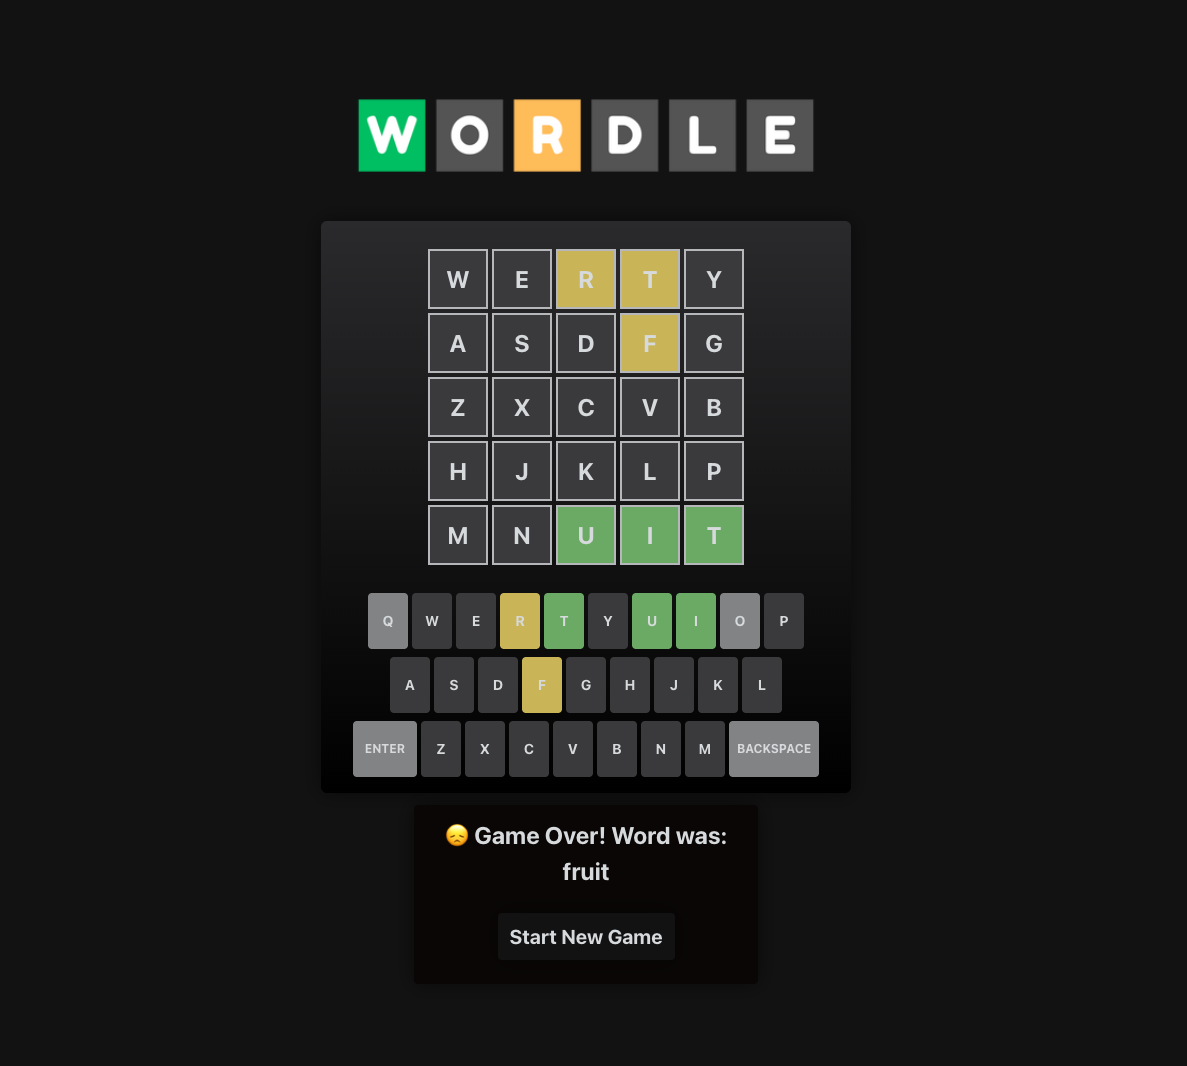 WORDLE
W E R T Y
A S D F G
Z X C V B
H J K L P
M N U I T
Q W E R T Y U I O P
A S D F G H J K L
ENTER Z X C V B N M BACKSPACE
😞 Game Over! Word was:
fruit
Start New Game